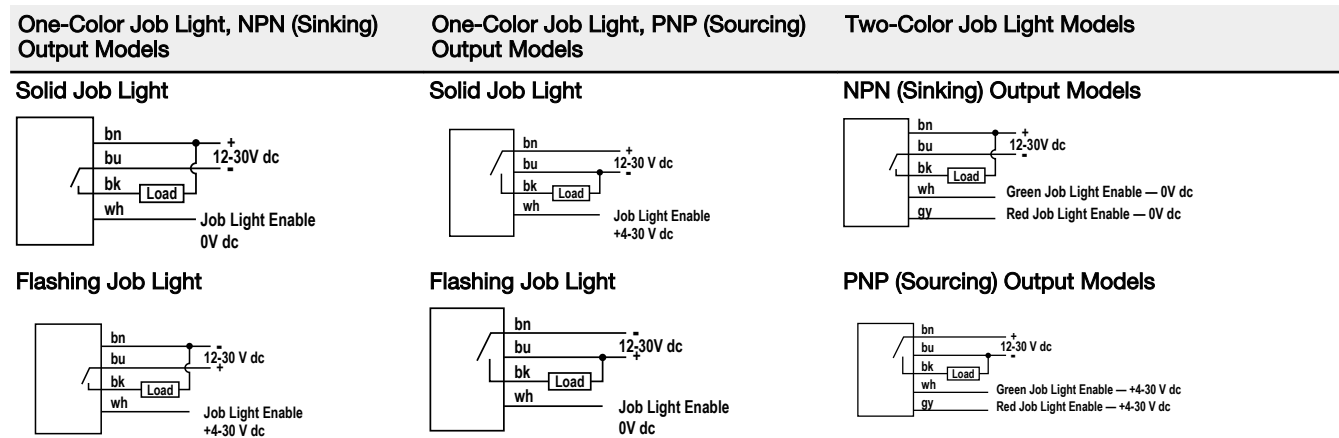 One-Color Job Light, NPN (Sinking)
Output Models
One-Color Job Light, PNP (Sourcing)
Output Models
Two-Color Job Light Models
Solid Job Light
bn
+
12-30V dc
bu
-
bk
Load
wh
Job Light Enable
0V dc
Solid Job Light
bn
+
12-30 V dc
bu
-
bk
Load
wh
Job Light Enable
+4-30 V dc
NPN (Sinking) Output Models
bn
+
12-30V dc
bu
-
bk
Load
wh
Green Job Light Enable — 0V dc
gy
Red Job Light Enable — 0V dc
Flashing Job Light
bn
-
12-30 V dc
bu
+
bk
Load
wh
Job Light Enable
+4-30 V dc
Flashing Job Light
bn
-
12-30V dc
bu
+
bk
Load
wh
Job Light Enable
0V dc
PNP (Sourcing) Output Models
bn
+
12-30 V dc
bu
-
bk
Load
wh
Green Job Light Enable — +4-30 V dc
gy
Red Job Light Enable — +4-30 V dc